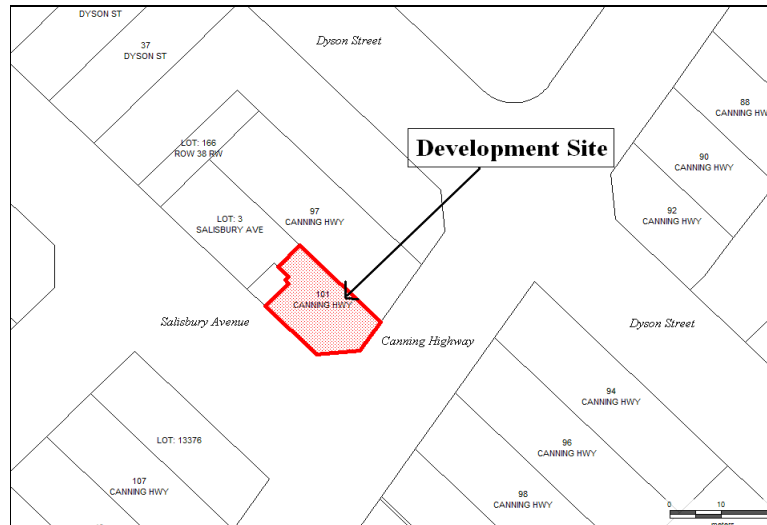 DYSON ST
37
DYSON ST
Dyson Street
88
CANNING HW
LOT: 166
ROW 38 RW
Development Site
90
CANNING HWY
97
CANNING HWY
92
CANNING HWY
LOT: 3
SALISBURY AVE
101
CANNING HWY
Salisbury Avenue
Canning Highway
Dyson Street
94
CANNING HWY
LOT: 13376
96
CANNING HWY
107
CANNING HWY
98
CANNING HWY
0 10